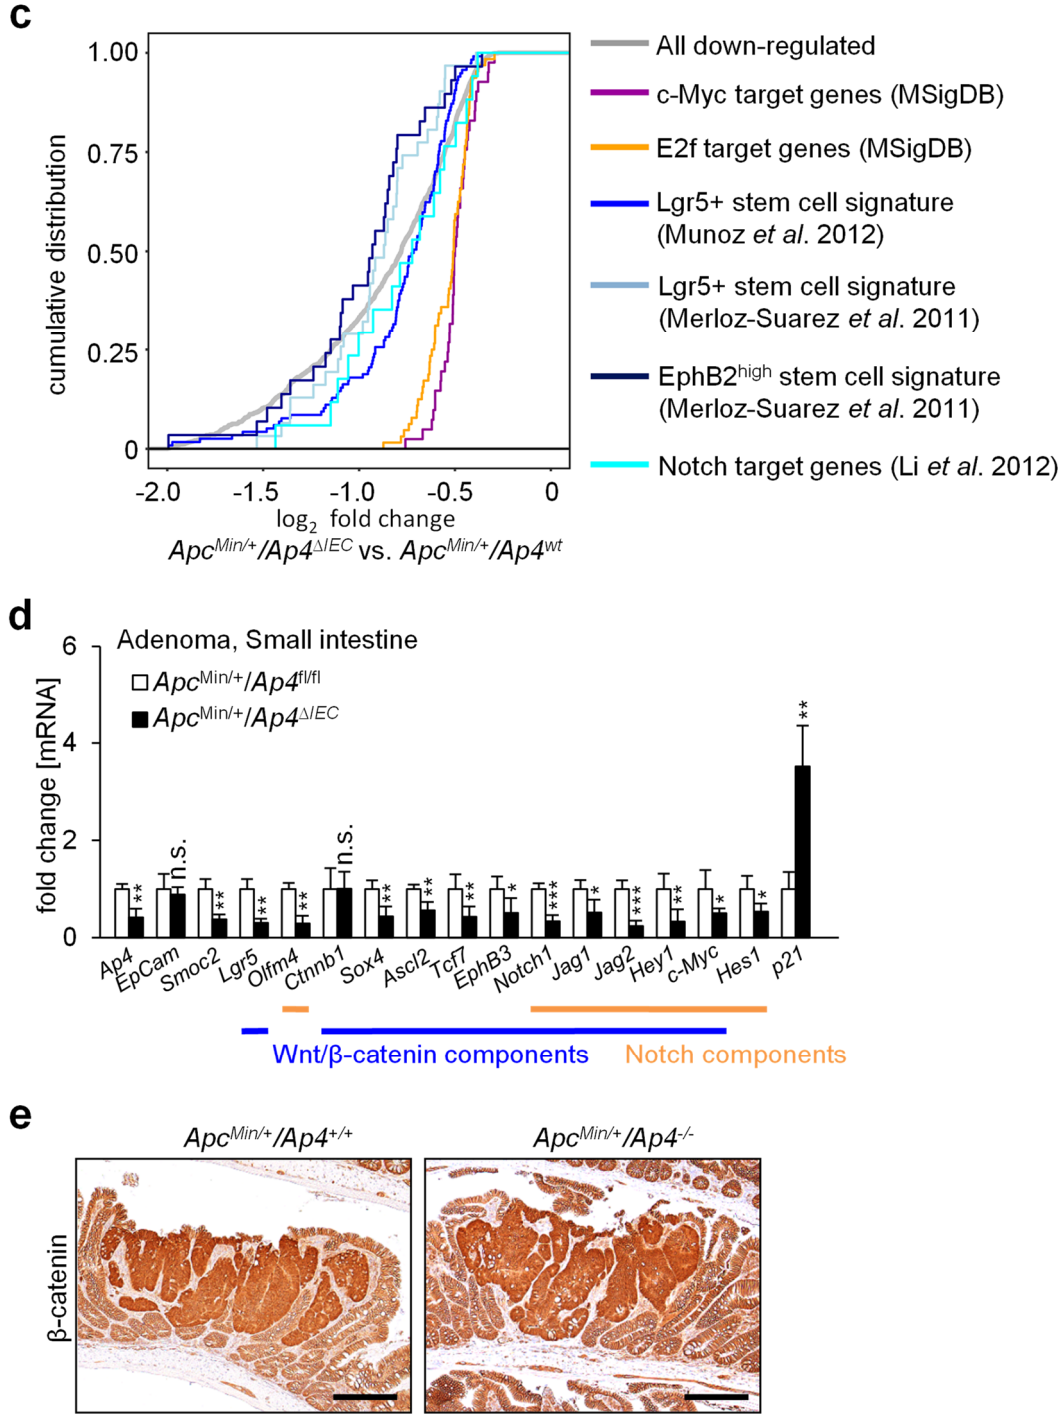 c
1.00
0.75
0.50
0.25
0
cumulative distribution
-2.0 -1.5 -1.0 -0.5 0
log2 fold change
ApcMin/+/Ap4ΔIEC vs. ApcMin/+/Ap4wt
All down-regulated
c-Myc target genes (MSigDB)
E2f target genes (MSigDB)
Lgr5+ stem cell signature
(Munoz et al. 2012)
Lgr5+ stem cell signature
(Merloz-Suarez et al. 2011)
EphB2high stem cell signature
(Merloz-Suarez et al. 2011)
Notch target genes (Li et al. 2012)
d
Adenoma, Small intestine
ApcMin/+/Ap4fl/fl
ApcMin/+/Ap4ΔIEC
fold change [mRNA]
6
4
2
0
** n.s. ** ** ** n.s. ** ** ** * *** * *** ** * * **
Ap4 EpCam Smoc2 Lgr5 Olfm4 Ctnnb1 Sox4 Ascl2 Tcf7 EphB3 Notch1 Jag1 Jag2 Hey1 c-Myc Hes1 p21
Wnt/β-catenin components Notch components
e
ApcMin/+/Ap4+/+ ApcMin/+/Ap4-/-
β-catenin